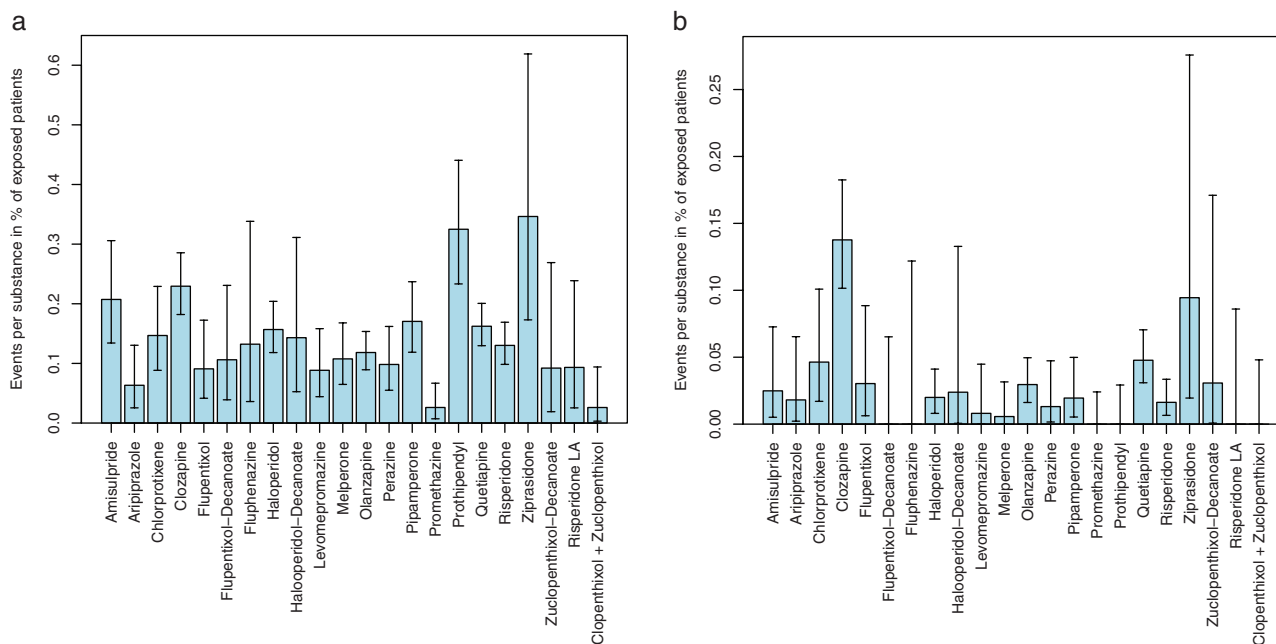 a
Events per substance in % of exposed patients
0.6
0.5
0.4
0.3
0.2
0.1
0.0
Amisulpride
Aripiprazole
Chlorprotixene
Clozapine
Flupentixol
Flupentixol–Decanoate
Fluphenazine
Haloperidol
Halooperidol–Decanoate
Levomepromazine
Melperone
Olanzapine
Perazine
Pipamperone
Promethazine
Prothipendyl
Quetiapine
Risperidone
Ziprasidone
Zuclopenthixol–Decanoate
Risperidone LA
Clopenthixol + Zuclopenthixol
b
Events per substance in % of exposed patients
0.25
0.20
0.15
0.10
0.05
0.00
Amisulpride
Aripiprazole
Chlorprotixene
Clozapine
Flupentixol
Flupentixol–Decanoate
Fluphenazine
Haloperidol
Halooperidol–Decanoate
Levomepromazine
Melperone
Olanzapine
Perazine
Pipamperone
Promethazine
Prothipendyl
Quetiapine
Risperidone
Ziprasidone
Zuclopenthixol–Decanoate
Risperidone LA
Clopenthixol + Zuclopenthixol